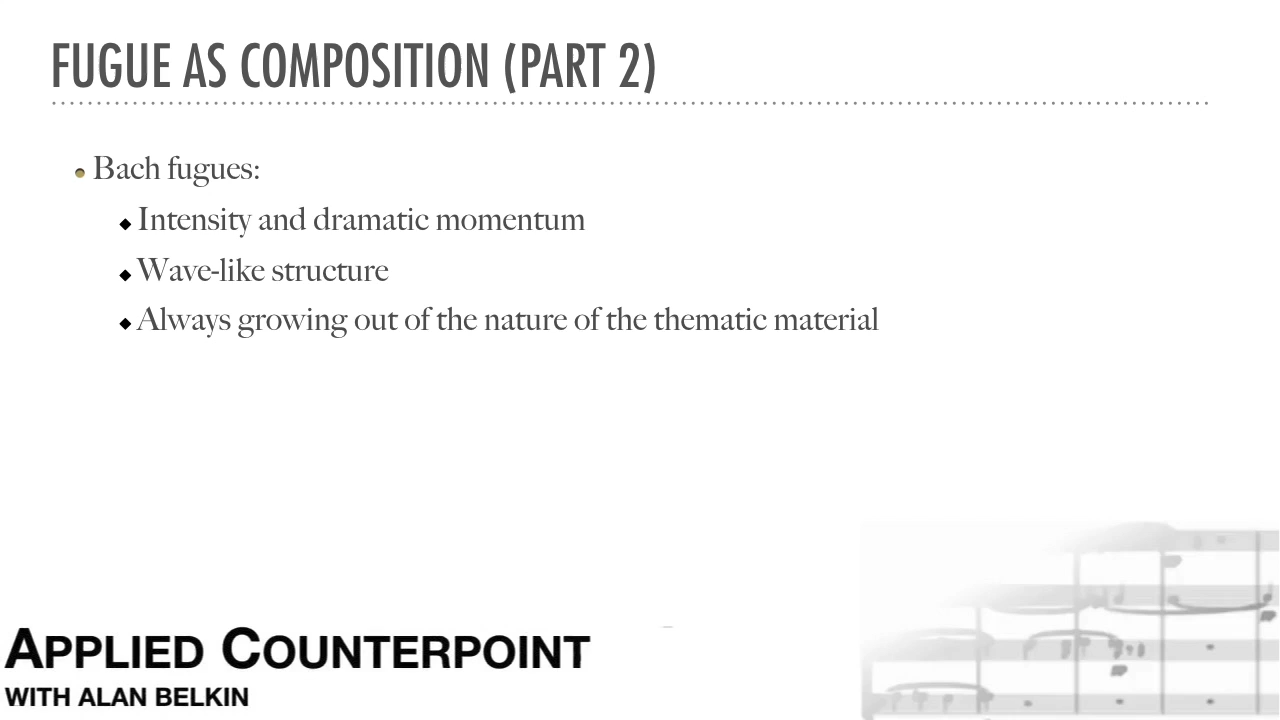 FUGUE AS COMPOSITION (PART 2)
Bach fugues:
Intensity and dramatic momentum
Wave-like structure
Always growing out of the nature of the thematic material
APPLIED COUNTERPOINT
WITH ALAN BELKIN